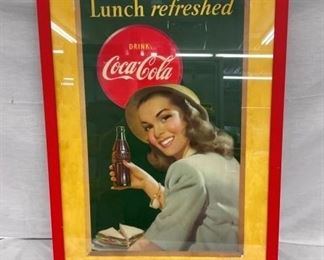 Lunch refreshed
DRINK
Coca-Cola